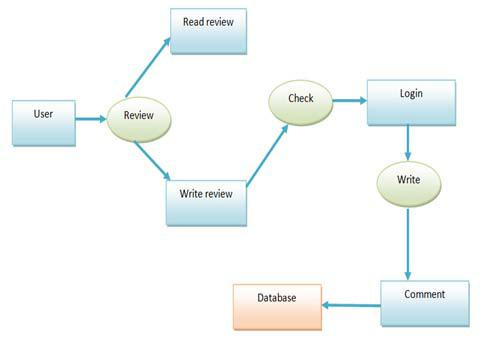 Read review
User
Review
Write review
Check
Login
Write
Comment
Database